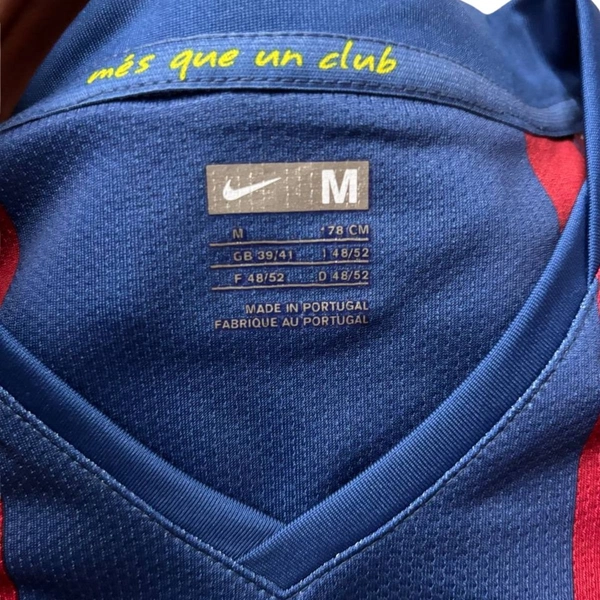 més que un club
M
M 178 CM
GB 39/41 I 48/52
F 48/52 D 48/52
MADE IN PORTUGAL
FABRIQUE AU PORTUGAL